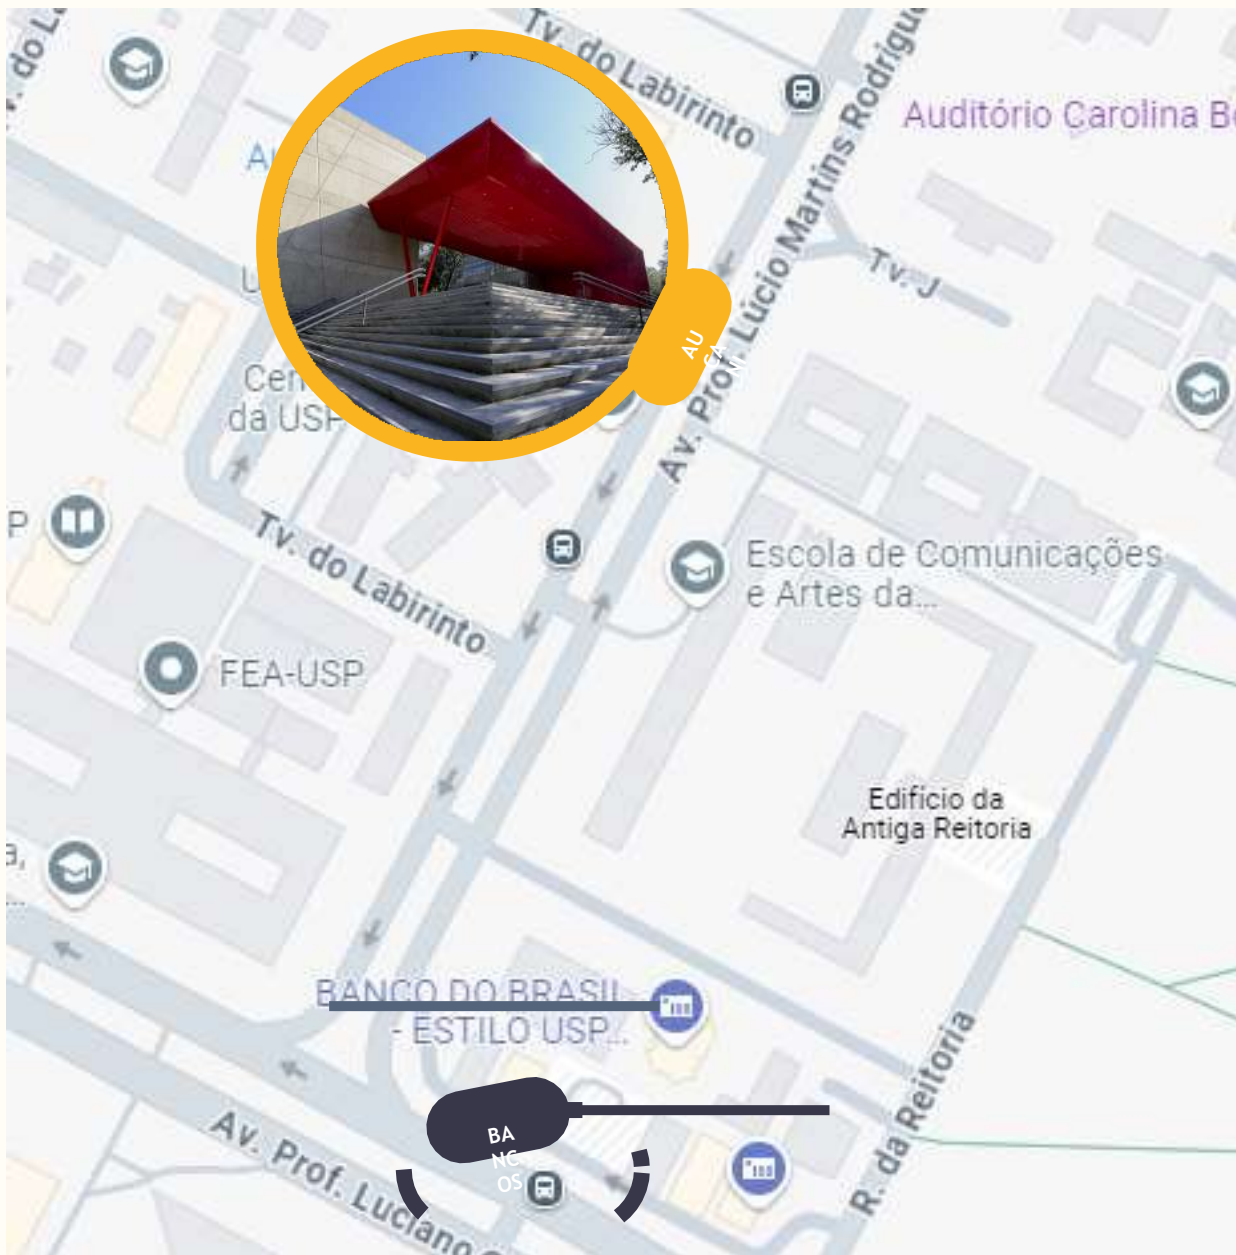 Tv. do Labirinto
Av. Prof. Lúcio Martins Rodrigu
Auditório Carolina Be
Tv. J
AU
da USP
P
Tv. do Labirinto
Escola de Comunicações
e Artes da...
FEA-USP
Edifício da
Antiga Reitoria
BANCO DO BRASIL
- ESTILO USP...
R. da Reitoria
BA
NC
OS
Av. Prof. Luciano